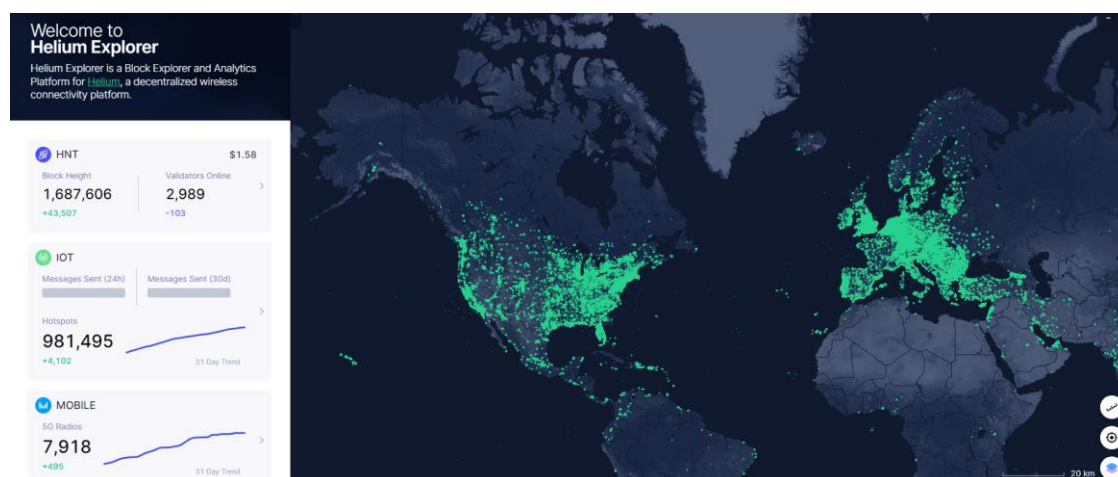 Welcome to
Helium Explorer
Helium Explorer is a Block Explorer and Analytics
Platform for Helium, a decentralized wireless
connectivity platform.
HNT $1.58
Block Height Validators Online
1,687,606 2,989
+43,507 -103
IOT
Messages Sent (24h) Messages Sent (30d)
Hotspots
981,495
+4,102 31 Day Trend
MOBILE
5G Radios
7,918
+495 31 Day Trend
20 km